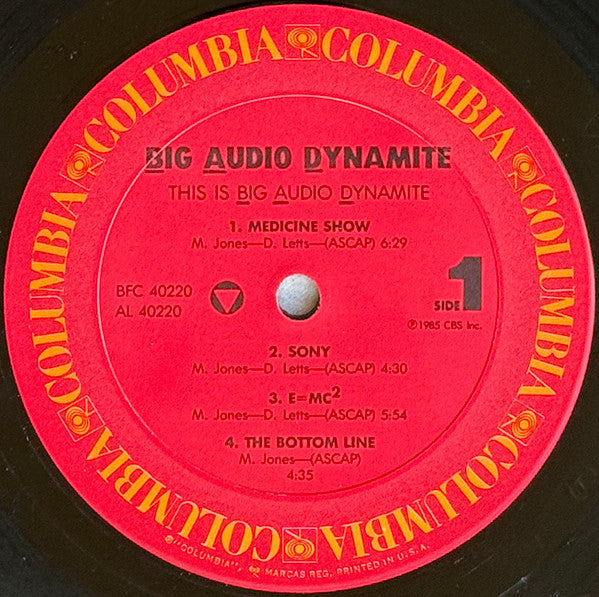 COLUMBIA COLUMBIA COLUMBIA COLUMBIA COLUMBIA COLUMBIA
BIG AUDIO DYNAMITE
THIS IS BIG AUDIO DYNAMITE
1. MEDICINE SHOW
M. Jones—D. Letts—(ASCAP) 6:29
BFC 40220
AL 40220
SIDE 1
℗1985 CBS Inc.
2. SONY
M. Jones—D. Letts—(ASCAP) 4:30
3. E=MC²
M. Jones—D. Letts—(ASCAP) 5:54
4. THE BOTTOM LINE
M. Jones—(ASCAP)
4:35
©"COLUMBIA", MARCAS REG. PRINTED IN U.S.A.